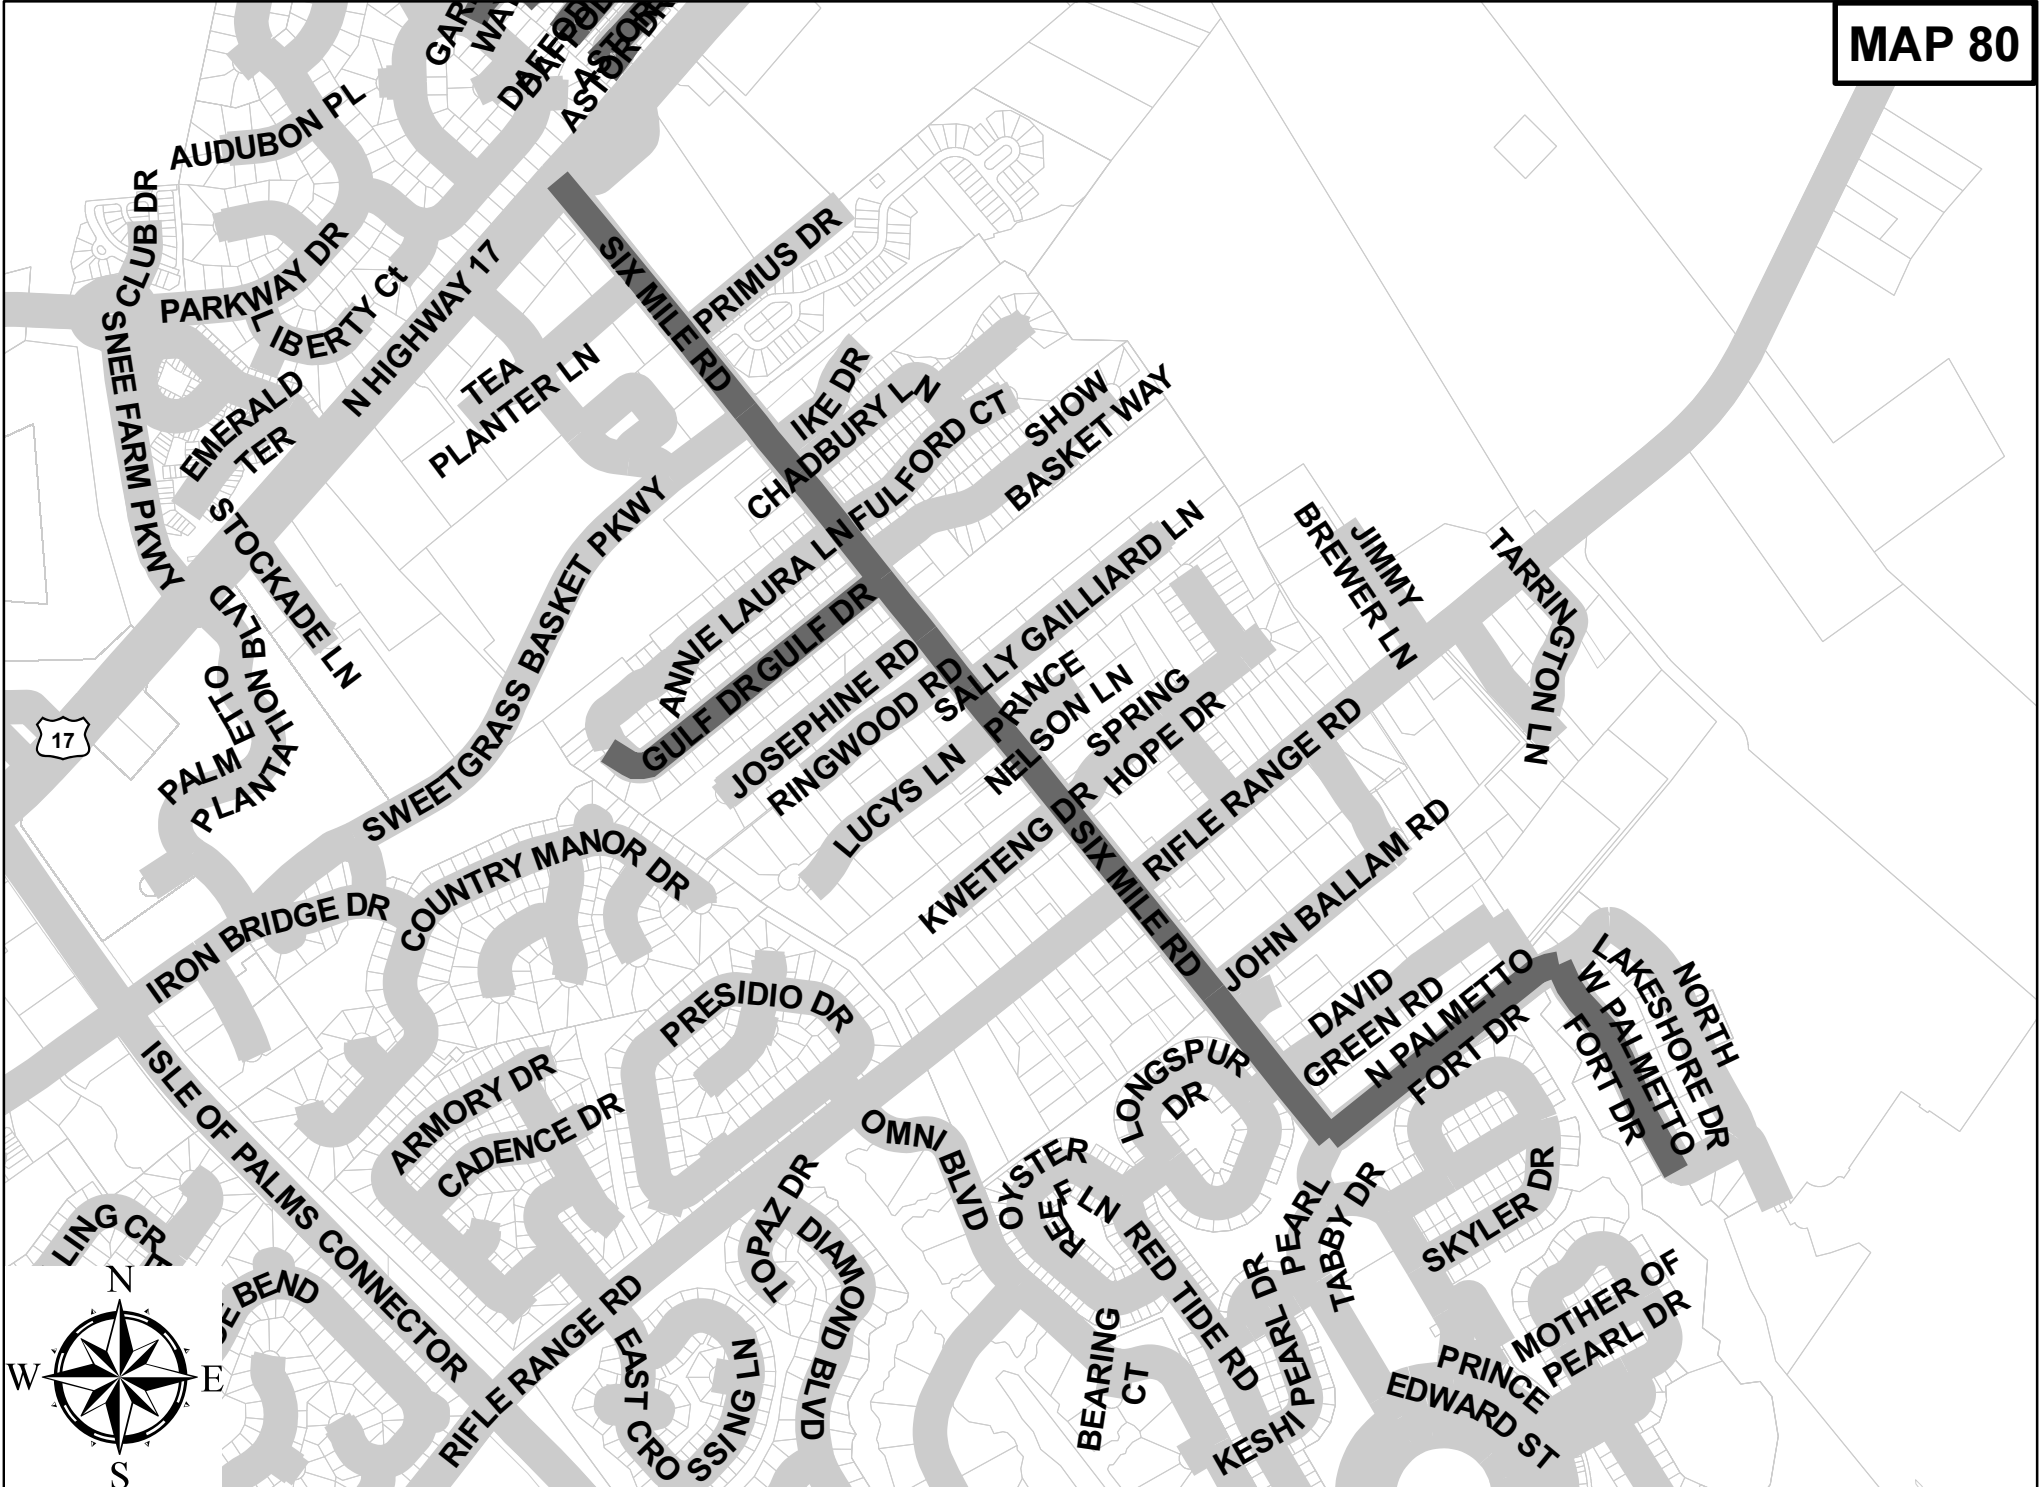 MAP 80
ASTOR DR
AUDUBON PL
CLUB DR
PARKWAY DR
LIBERTY Ct
N HIGHWAY 17
SIX MILE RD
PRIMUS DR
SNEE FARM PKWY
EMERALD
TER
TEA
PLANTER LN
IKE DR
CHADBURY LN
FULFORD CT
SHOW
BASKET WAY
STOCKADE LN
PALMETTO
PLANTATION BLVD
17
SWEETGRASS BASKET PKWY
ANNIE LAURA LN
GULF DR
GULF DR
JOSEPHINE RD
RINGWOOD RD
SALLY GAILLIARD LN
PRINCE
NELSON LN
LUCYS LN
SPRING
HOPE DR
KWETENG DR
SIX MILE RD
JIMMY
BREWER LN
TARRINGTON LN
RIFLE RANGE RD
JOHN BALLAM RD
COUNTRY MANOR DR
IRON BRIDGE DR
PRESIDIO DR
ARMORY DR
CADENCE DR
ISLE OF PALMS CONNECTOR
DAVID
GREEN RD
N PALMETTO
FORT DR
W PALMETTO
FORT DR
NORTH
LAKESHORE DR
LONGSPUR
DR
OMNI BLVD
OYSTER
REEF LN
RED TIDE RD
PEARL
TABBY DR
SKYLER DR
MOTHER OF
PEARL DR
PRINCE
EDWARD ST
KESHI PEARL DR
BEARING
CT
TOPAZ DR
DIAMOND BLVD
RIFLE RANGE RD
EAST CROSSING LN
BEND
N
W
E
S